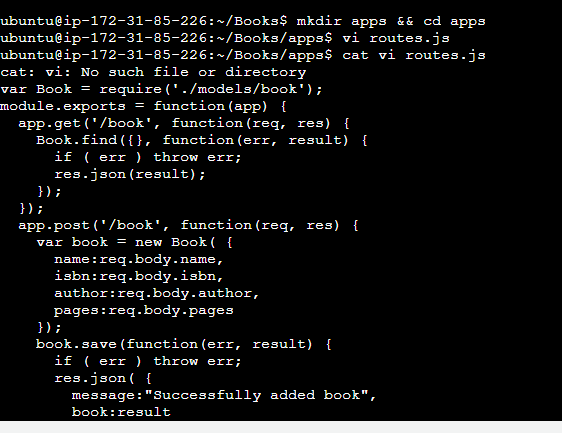 ubuntu@ip-172-31-85-226:~/Books$ mkdir apps && cd apps
ubuntu@ip-172-31-85-226:~/Books/apps$ vi routes.js
ubuntu@ip-172-31-85-226:~/Books/apps$ cat vi routes.js
cat: vi: No such file or directory
var Book = require('./models/book');
module.exports = function(app) {
  app.get('/book', function(req, res) {
    Book.find({}, function(err, result) {
      if ( err ) throw err;
      res.json(result);
    });
  });
  app.post('/book', function(req, res) {
    var book = new Book( {
      name:req.body.name,
      isbn:req.body.isbn,
      author:req.body.author,
      pages:req.body.pages
    });
    book.save(function(err, result) {
      if ( err ) throw err;
      res.json( {
        message:"Successfully added book",
        book:result